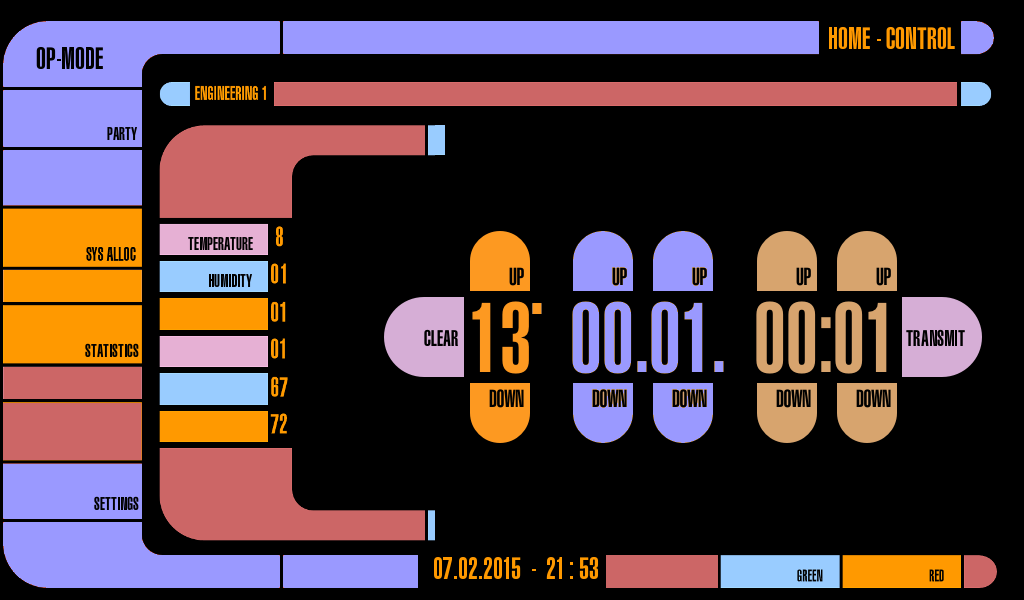 OP-MODE
HOME - CONTROL
ENGINEERING 1
PARTY
SYS ALLOC
STATISTICS
SETTINGS
TEMPERATURE 8
HUMIDITY 01
01
01
67
72
UP UP UP UP UP
CLEAR 13° 00.01. 00:01 TRANSMIT
DOWN DOWN DOWN DOWN DOWN
07.02.2015 - 21 : 53
GREEN
RED